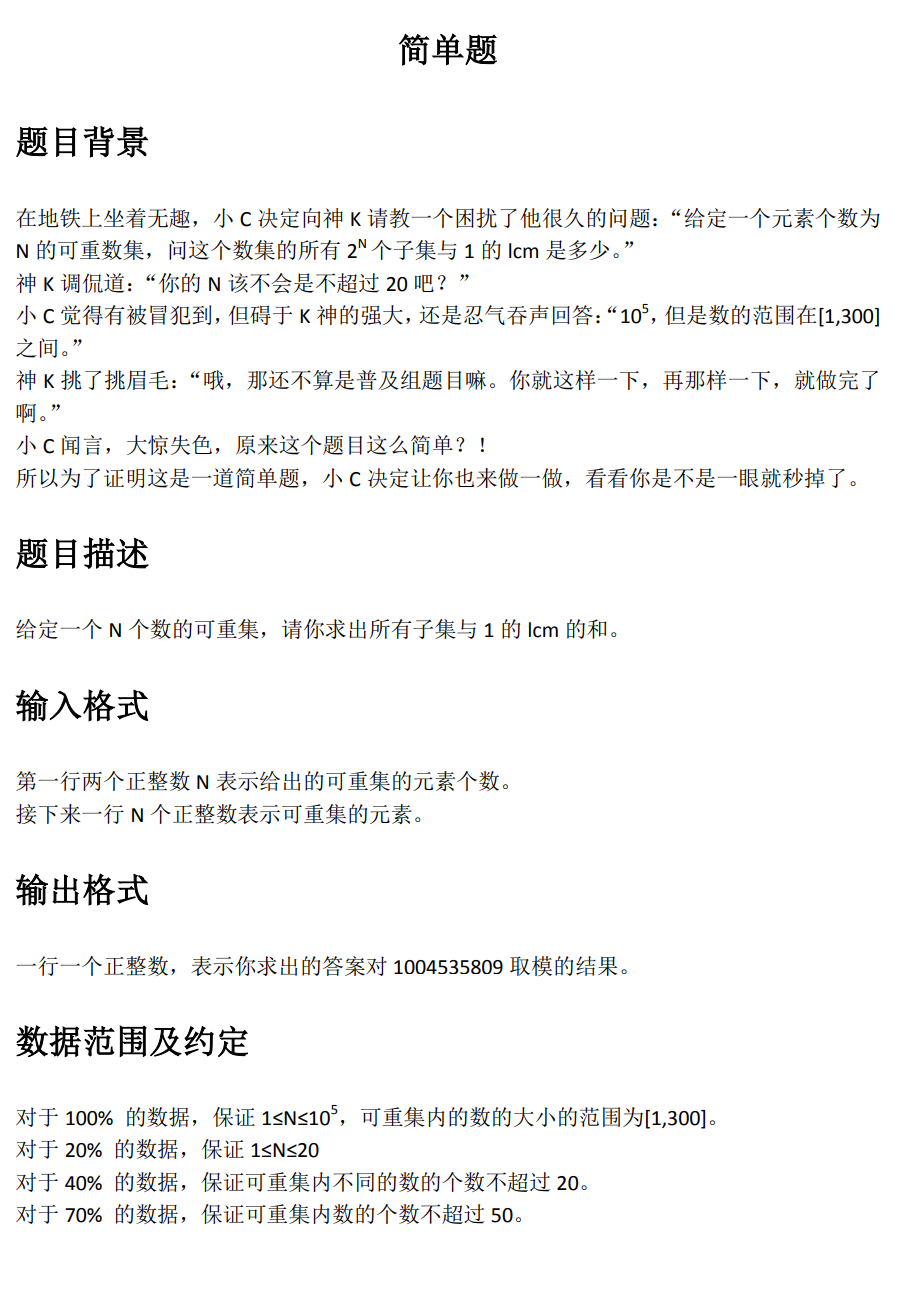 简单题
题目背景
在地铁上坐着无趣，小 C 决定向神 K 请教一个困扰了他很久的问题：“给定一个元素个数为
N 的可重数集，问这个数集的所有 2^N 个子集与 1 的 lcm 是多少。”
神 K 调侃道：“你的 N 该不会是不超过 20 吧？”
小 C 觉得有被冒犯到，但碍于 K 神的强大，还是忍气吞声回答：“10^5，但是数的范围在[1,300]
之间。”
神 K 挑了挑眉毛：“哦，那还不算是普及组题目嘛。你就这样一下，再那样一下，就做完了
啊。”
小 C 闻言，大惊失色，原来这个题目这么简单？！
所以为了证明这是一道简单题，小 C 决定让你也来做一做，看看你是不是一眼就秒掉了。
题目描述
给定一个 N 个数的可重集，请你求出所有子集与 1 的 lcm 的和。
输入格式
第一行两个正整数 N 表示给出的可重集的元素个数。
接下来一行 N 个正整数表示可重集的元素。
输出格式
一行一个正整数，表示你求出的答案对 1004535809 取模的结果。
数据范围及约定
对于 100% 的数据，保证 1≤N≤10^5，可重集内的数的大小的范围为[1,300]。
对于 20% 的数据，保证 1≤N≤20
对于 40% 的数据，保证可重集内不同的数的个数不超过 20。
对于 70% 的数据，保证可重集内数的个数不超过 50。